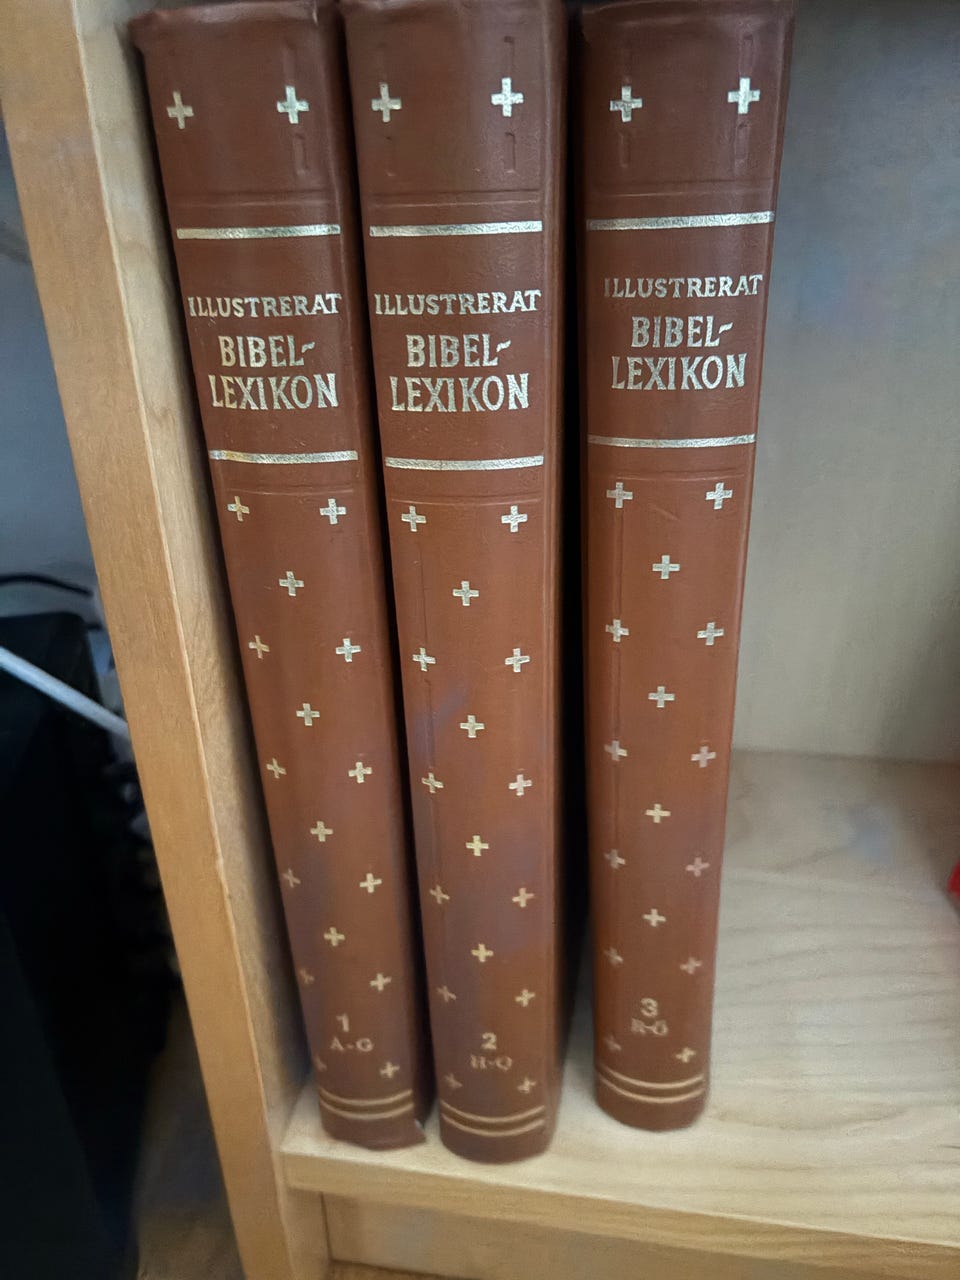 ILLUSTRERAT
BIBEL-
LEXIKON
1
A-G
ILLUSTRERAT
BIBEL-
LEXIKON
2
H-Q
ILLUSTRERAT
BIBEL-
LEXIKON
3
R-Ö